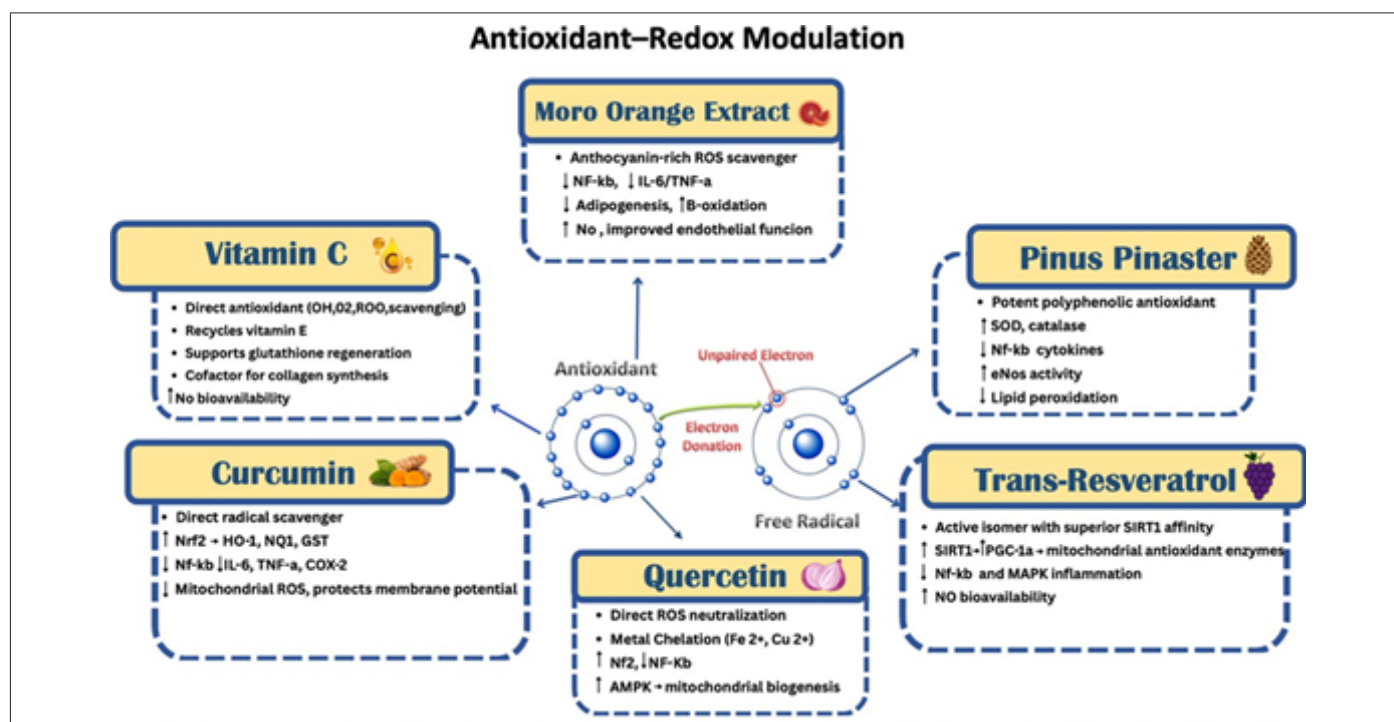 Antioxidant–Redox Modulation
Moro Orange Extract
• Anthocyanin-rich ROS scavenger
↓NF-kb, ↓IL-6/TNF-a
↓ Adipogenesis, ↑B-oxidation
↑ No , improved endothelial funcion
Vitamin C
C
• Direct antioxidant (OH,02,ROO,scavenging)
• Recycles vitamin E
• Supports glutathione regeneration
• Cofactor for collagen synthesis
↑No bioavailability
Pinus Pinaster
• Potent polyphenolic antioxidant
↑ SOD, catalase
↓ Nf-kb cytokines
↑ eNos activity
↓ Lipid peroxidation
Antioxidant
Unpaired Electron
Electron
Donation
Free Radical
Curcumin
• Direct radical scavenger
↑ Nrf2 → HO-1, NQ1, GST
↓ Nf-kb ↓IL-6, TNF-a, COX-2
↓ Mitochondrial ROS, protects membrane potential
Quercetin
• Direct ROS neutralization
• Metal Chelation (Fe 2+, Cu 2+)
↑ Nf2, ↓NF-Kb
↑ AMPK → mitochondrial biogenesis
Trans-Resveratrol
• Active isomer with superior SIRT1 affinity
↑ SIRT1→↑PGC-1a → mitochondrial antioxidant enzymes
↓ Nf-kb and MAPK inflammation
↑ NO bioavailability